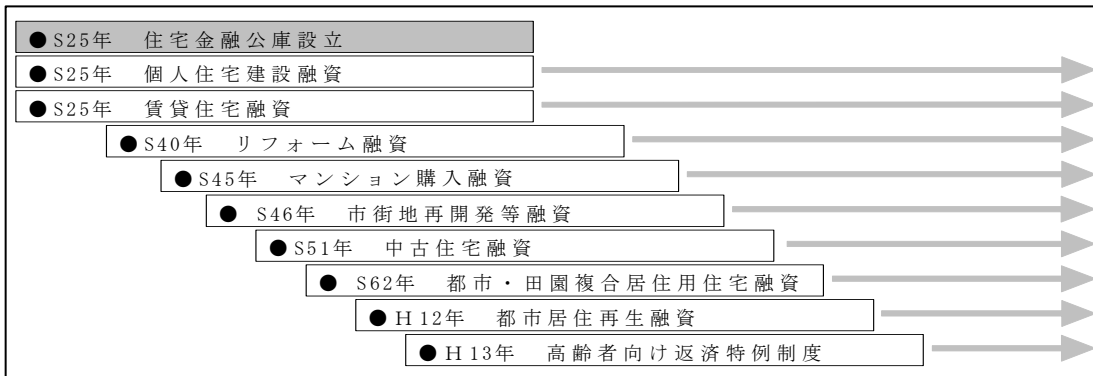 ●S25年 住宅金融公庫設立
●S25年 個人住宅建設融資
●S25年 賃貸住宅融資
●S40年 リフォーム融資
●S45年 マンション購入融資
● S46年 市街地再開発等融資
●S51年 中古住宅融資
● S62年 都市・田園複合居住用住宅融資
●H12年 都市居住再生融資
●H13年 高齢者向け返済特例制度